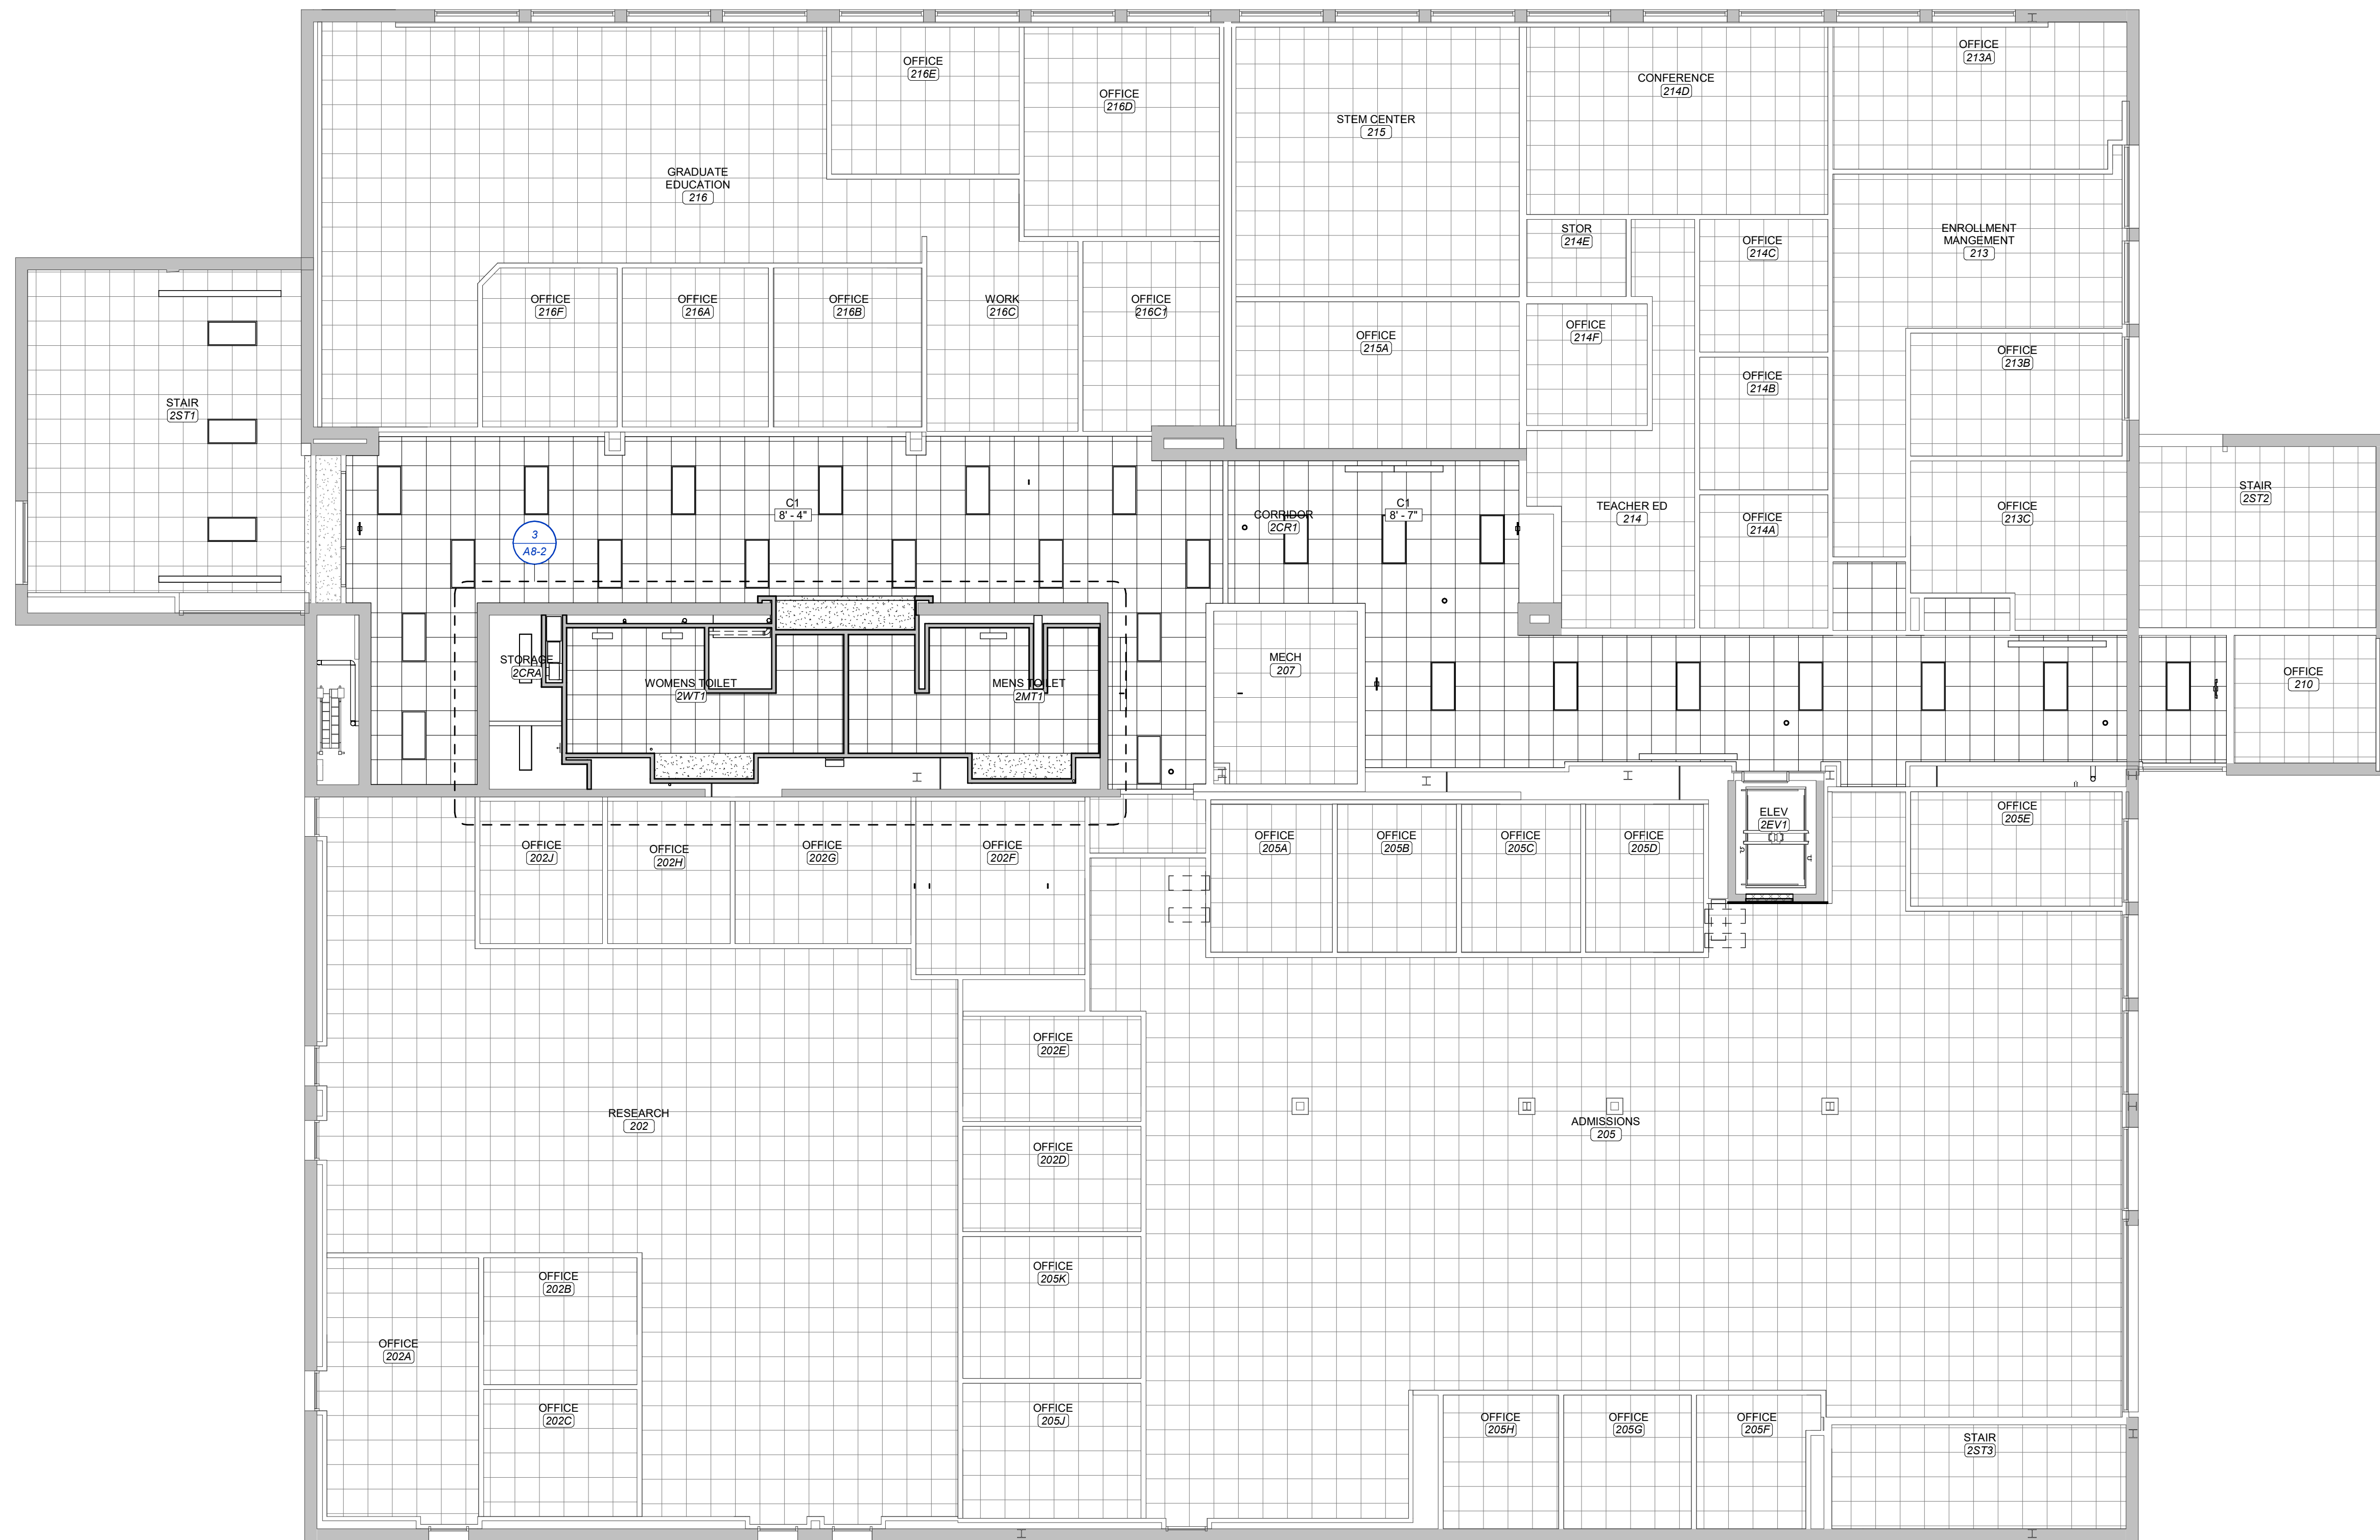 OFFICE
216E
OFFICE
216D
STEM CENTER
215
CONFERENCE
214D
OFFICE
213A
GRADUATE
EDUCATION
216
STOR
214E
OFFICE
214C
ENROLLMENT
MANGEMENT
213
OFFICE
216F
OFFICE
216A
OFFICE
216B
WORK
216C
OFFICE
216C1
OFFICE
215A
OFFICE
214F
OFFICE
214B
OFFICE
213B
STAIR
2ST1
STAIR
2ST2
C1
8' - 4"
CORRIDOR
2CR1
C1
8' - 7"
TEACHER ED
214
OFFICE
214A
OFFICE
213C
3
A8-2
STORAGE
2CRA
WOMENS TOILET
2WT1
MENS TOILET
2MT1
MECH
207
OFFICE
210
OFFICE
202J
OFFICE
202H
OFFICE
202G
OFFICE
202F
OFFICE
205A
OFFICE
205B
OFFICE
205C
OFFICE
205D
ELEV
2EV1
OFFICE
205E
OFFICE
202E
RESEARCH
202
ADMISSIONS
205
OFFICE
202D
OFFICE
202B
OFFICE
205K
OFFICE
202A
OFFICE
202C
OFFICE
205J
OFFICE
205H
OFFICE
205G
OFFICE
205F
STAIR
2ST3